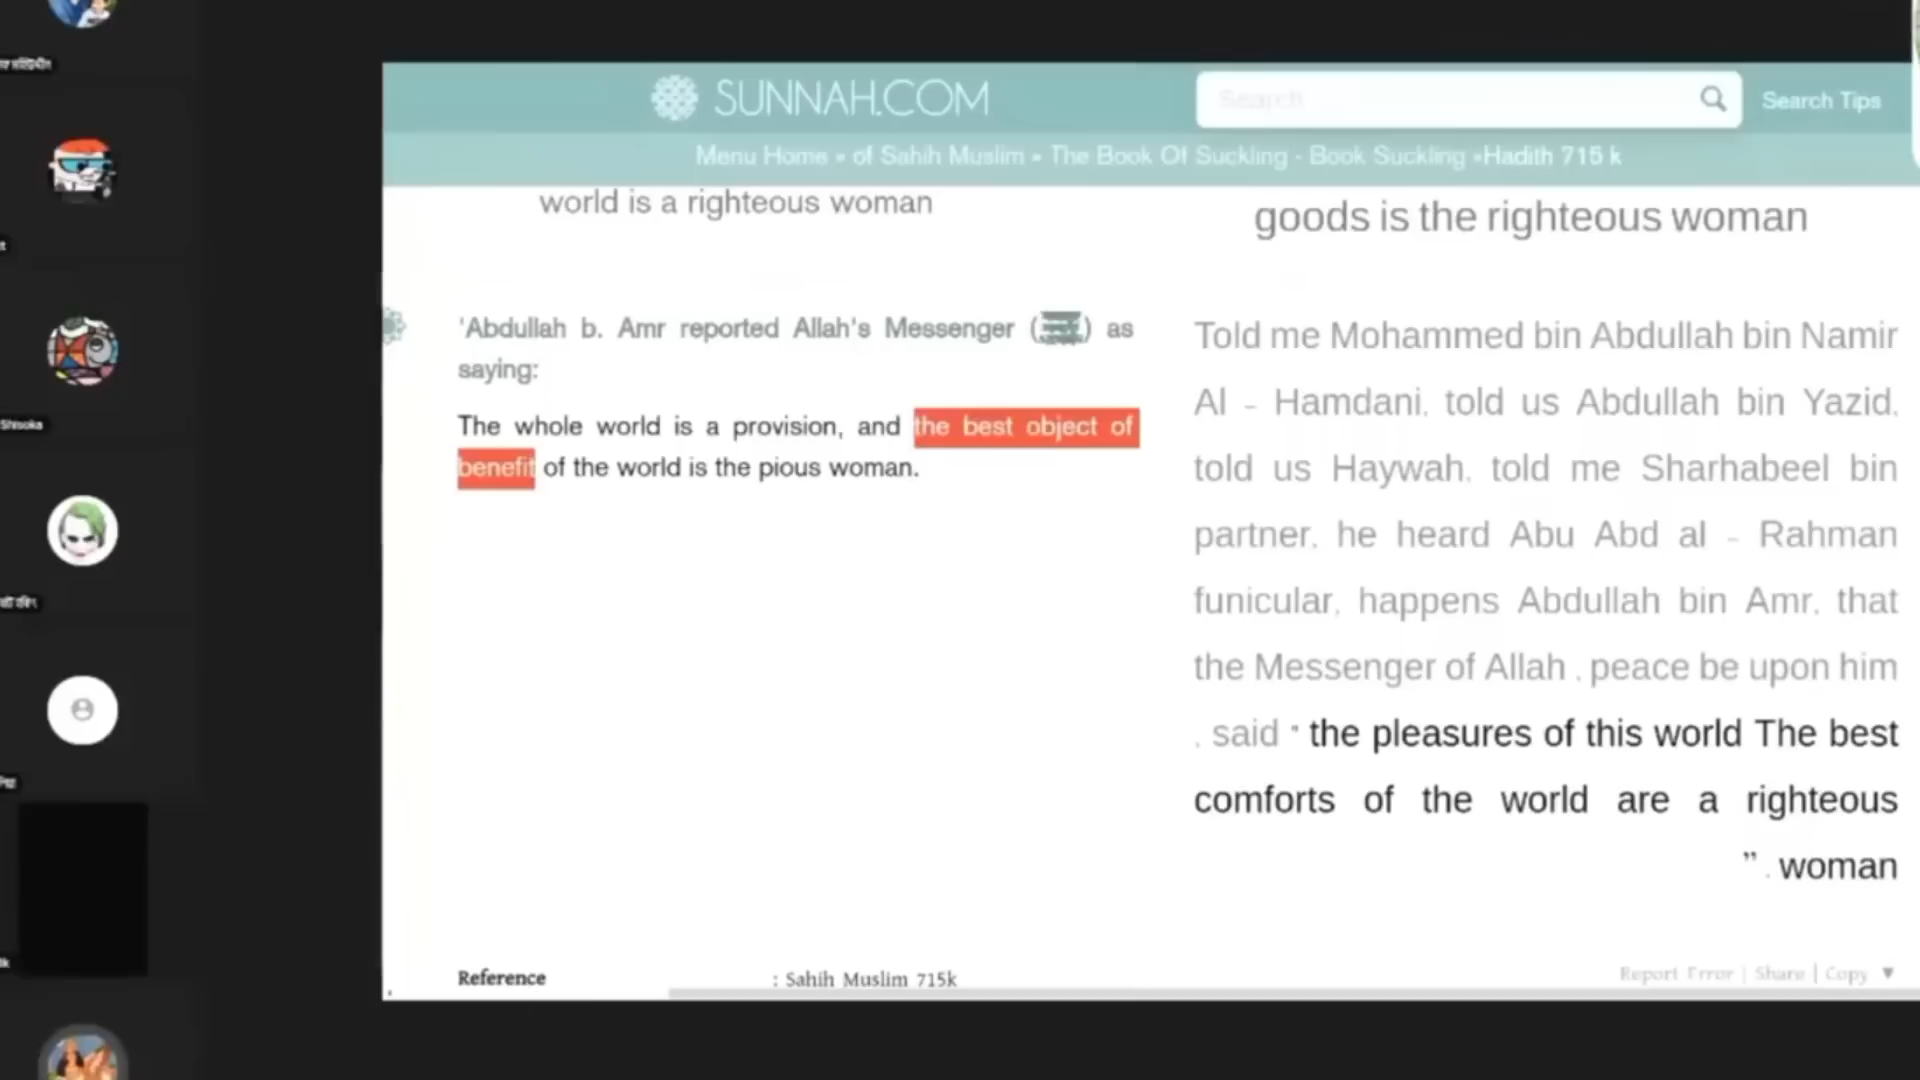 SUNNAH.COM
Search
Search Tips
Menu Home » of Sahih Muslim » The Book Of Suckling - Book Suckling »Hadith 715 k
world is a righteous woman
goods is the righteous woman
'Abdullah b. Amr reported Allah's Messenger () as
saying:
The whole world is a provision, and the best object of
benefit of the world is the pious woman.
Told me Mohammed bin Abdullah bin Namir
Al - Hamdani, told us Abdullah bin Yazid,
told us Haywah, told me Sharhabeel bin
partner, he heard Abu Abd al - Rahman
funicular, happens Abdullah bin Amr, that
the Messenger of Allah , peace be upon him
, said " the pleasures of this world The best
comforts of the world are a righteous
” . woman
Reference : Sahih Muslim 715k
Report Error | Share | Copy ▼
Shisoka